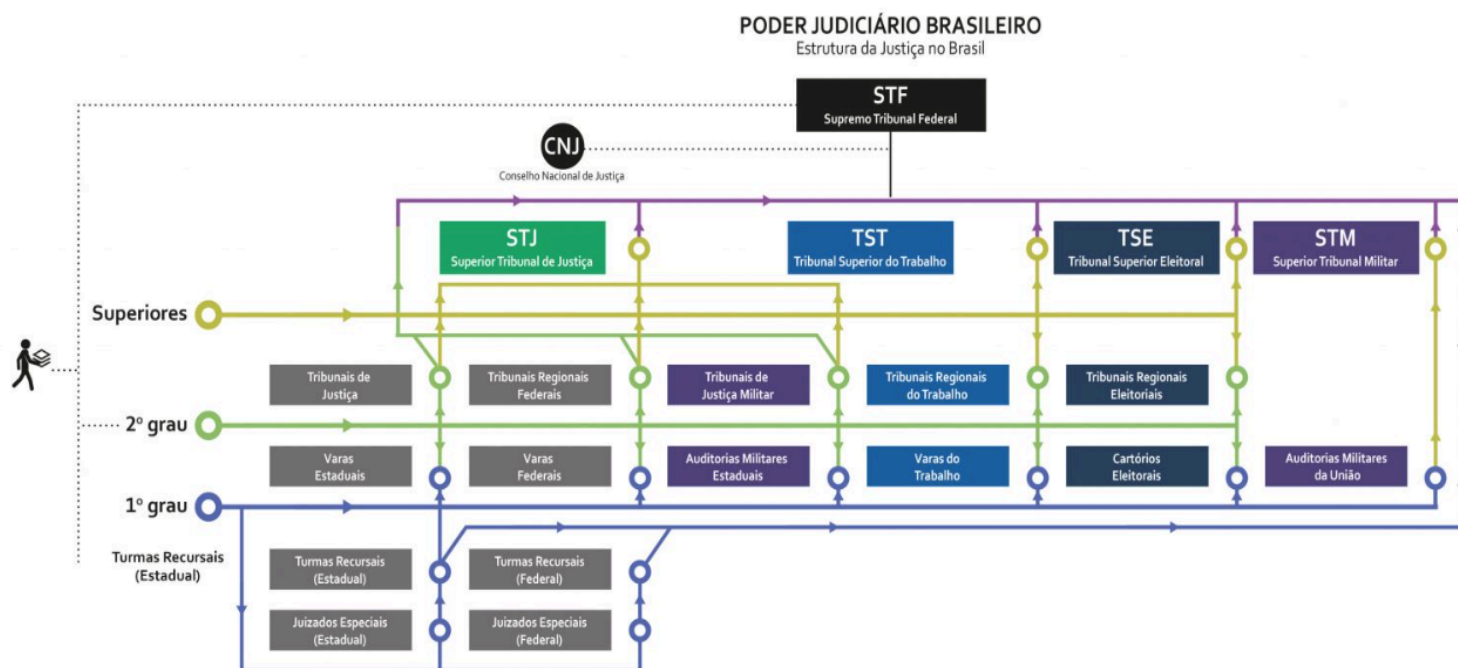 PODER JUDICIÁRIO BRASILEIRO
Estrutura da Justiça no Brasil
STF
Supremo Tribunal Federal
CNJ
Conselho Nacional de Justiça
STJ
Superior Tribunal de Justiça
TST
Tribunal Superior do Trabalho
TSE
Tribunal Superior Eleitoral
STM
Superior Tribunal Militar
Superiores
Tribunais de
Justiça
Tribunais Regionais
Federais
Tribunais de
Justiça Militar
Tribunais Regionais
do Trabalho
Tribunais Regionais
Eleitoriais
2º grau
Varas
Estaduais
Varas
Federais
Auditorias Militares
Estaduais
Varas do
Trabalho
Cartórios
Eleitorais
Auditorias Militares
da União
1º grau
Turmas Recursais
(Estadual)
Turmas Recursais
(Estadual)
Turmas Recursais
(Federal)
Juizados Especiais
(Estadual)
Juizados Especiais
(Federal)